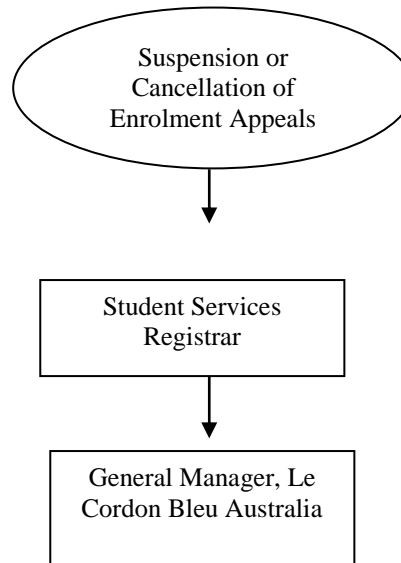 Suspension or
Cancellation of
Enrolment Appeals
Student Services
Registrar
General Manager, Le
Cordon Bleu Australia